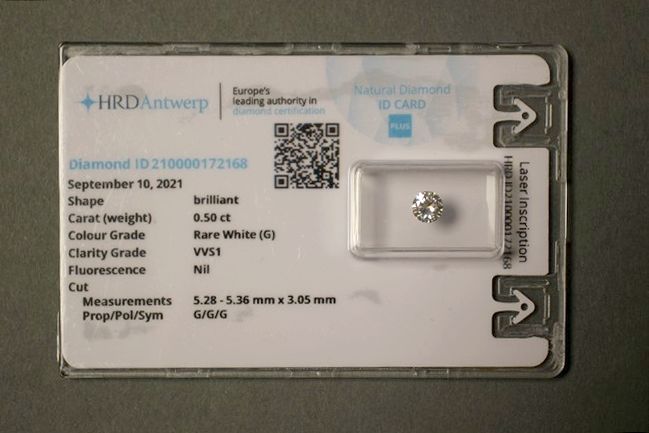 HRDAntwerp
Europe's
leading authority in
diamond certification
Natural Diamond
ID CARD
PLUS
Diamond ID 210000172168
September 10, 2021
Shape brilliant
Carat (weight) 0.50 ct
Colour Grade Rare White (G)
Clarity Grade VVS1
Fluorescence Nil
Cut
Measurements 5.28 - 5.36 mm x 3.05 mm
Prop/Pol/Sym G/G/G
Laser Inscription
HRD ID210000172168